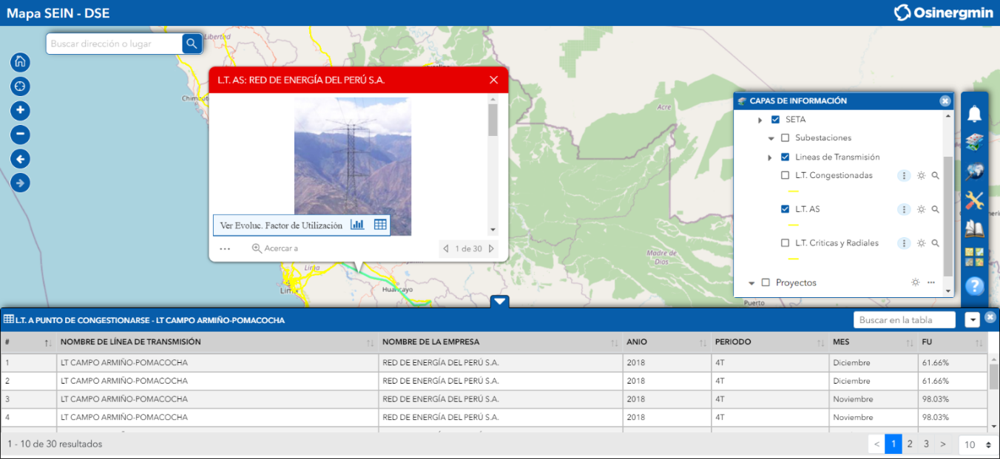 Mapa SEIN - DSE
Osinergmin
Buscar dirección o lugar
Libertad
Chimbot
Acre
Madre de
Dios
Lima
Lima
Huancayo
Puerto
L.T. AS: RED DE ENERGÍA DEL PERÚ S.A.
Ver Evoluc. Factor de Utilización
...
Acercar a
1 de 30
CAPAS DE INFORMACIÓN
SETA
Subestaciones
Lineas de Transmisión
L.T. Congestionadas
L.T. AS
L.T. Criticas y Radiales
Proyectos
L.T. A PUNTO DE CONGESTIONARSE - LT CAMPO ARMIÑO-POMACOCHA
Buscar en la tabla
# NOMBRE DE LÍNEA DE TRANSMISIÓN NOMBRE DE LA EMPRESA ANIO PERIODO MES FU
1 LT CAMPO ARMIÑO-POMACOCHA RED DE ENERGÍA DEL PERÚ S.A. 2018 4T Diciembre 61.66%
2 LT CAMPO ARMIÑO-POMACOCHA RED DE ENERGÍA DEL PERÚ S.A. 2018 4T Diciembre 61.66%
3 LT CAMPO ARMIÑO-POMACOCHA RED DE ENERGÍA DEL PERÚ S.A. 2018 4T Noviembre 98.03%
4 LT CAMPO ARMIÑO-POMACOCHA RED DE ENERGÍA DEL PERÚ S.A. 2018 4T Noviembre 98.03%
1 - 10 de 30 resultados
< 1 2 3 > 10